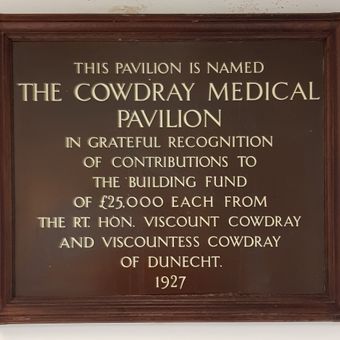 THIS PAVILION IS NAMED
THE COWDRAY MEDICAL
PAVILION
IN GRATEFUL RECOGNITION
OF CONTRIBUTIONS TO
THE BUILDING FUND
OF £25.000 EACH FROM
THE RT. HON. VISCOUNT COWDRAY
AND VISCOUNTESS COWDRAY
OF DUNECHT.
1927